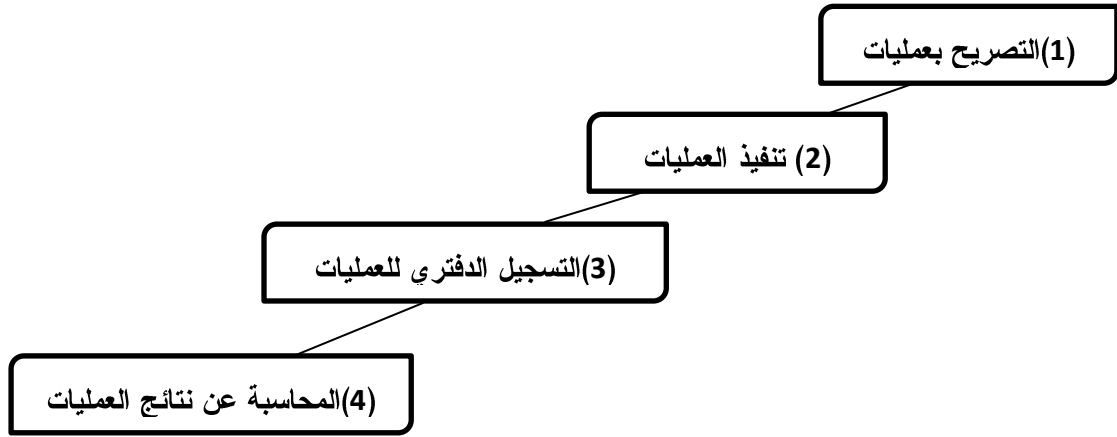 (1)التصريح بعمليات
(2) تنفيذ العمليات
(3)التسجيل الدفتري للعمليات
(4)المحاسبة عن نتائج العمليات